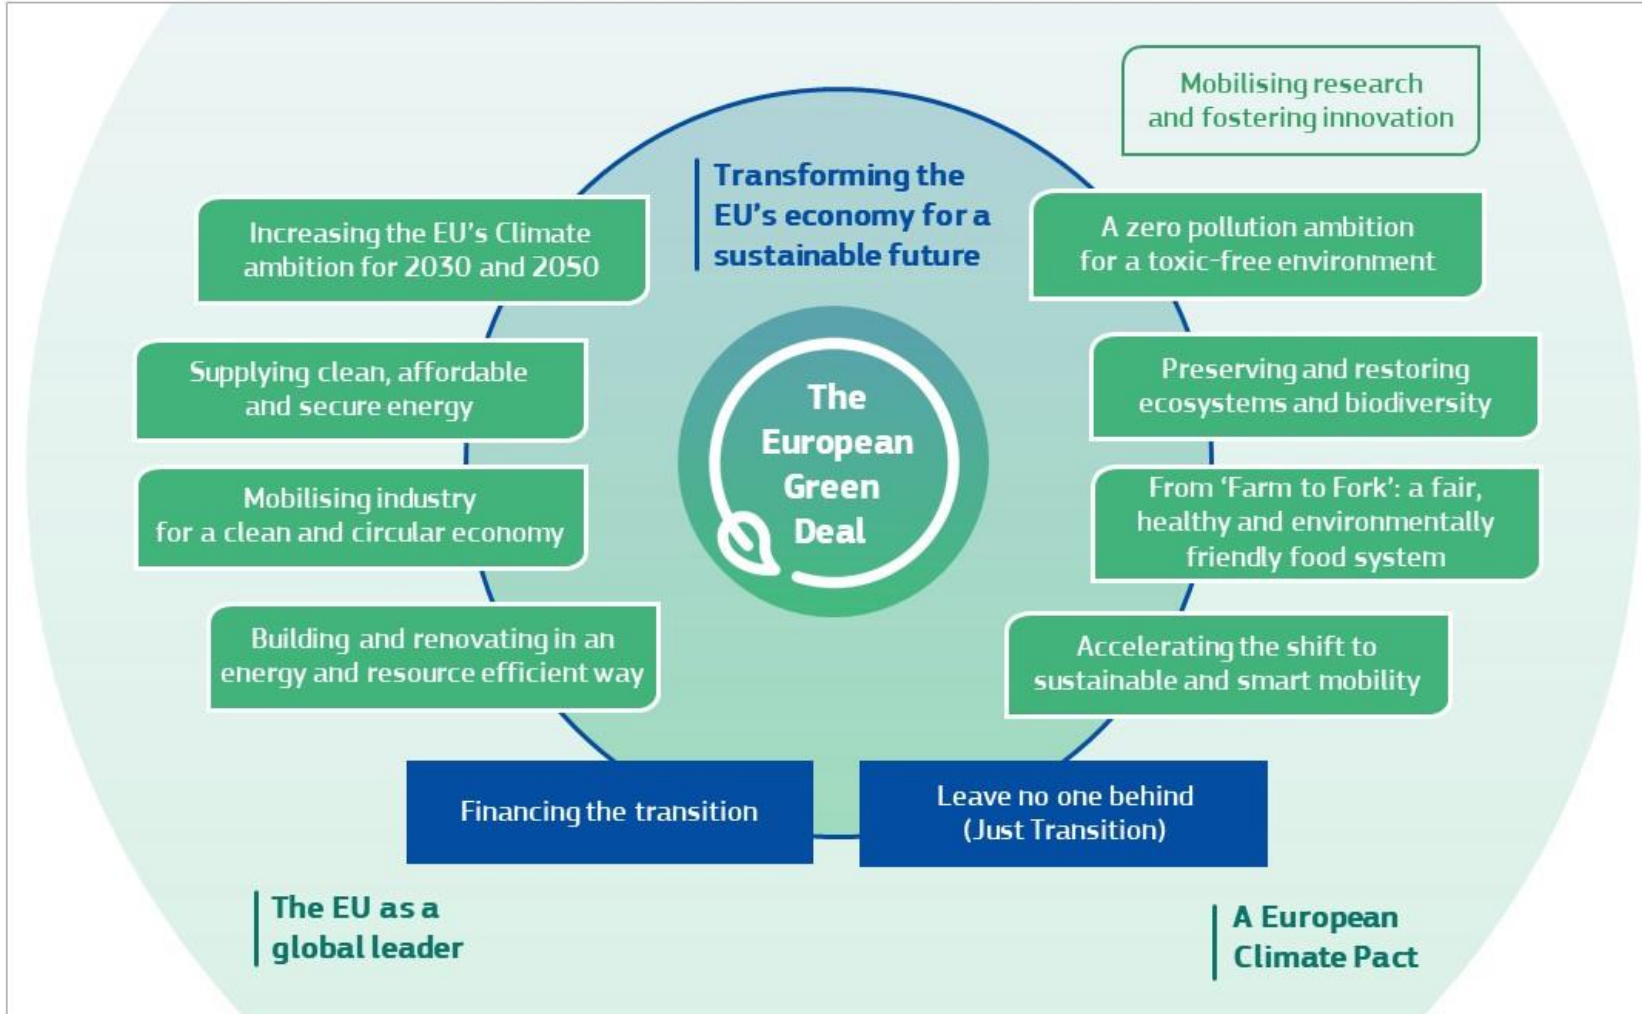 Mobilising research
and fostering innovation
Transforming the
EU's economy for a
sustainable future
Increasing the EU's Climate
ambition for 2030 and 2050
A zero pollution ambition
for a toxic-free environment
Supplying clean, affordable
and secure energy
Preserving and restoring
ecosystems and biodiversity
The
European
Green
Deal
Mobilising industry
for a clean and circular economy
From ‘Farm to Fork’: a fair,
healthy and environmentally
friendly food system
Building and renovating in an
energy and resource efficient way
Accelerating the shift to
sustainable and smart mobility
Financing the transition
Leave no one behind
(Just Transition)
The EU as a
global leader
A European
Climate Pact